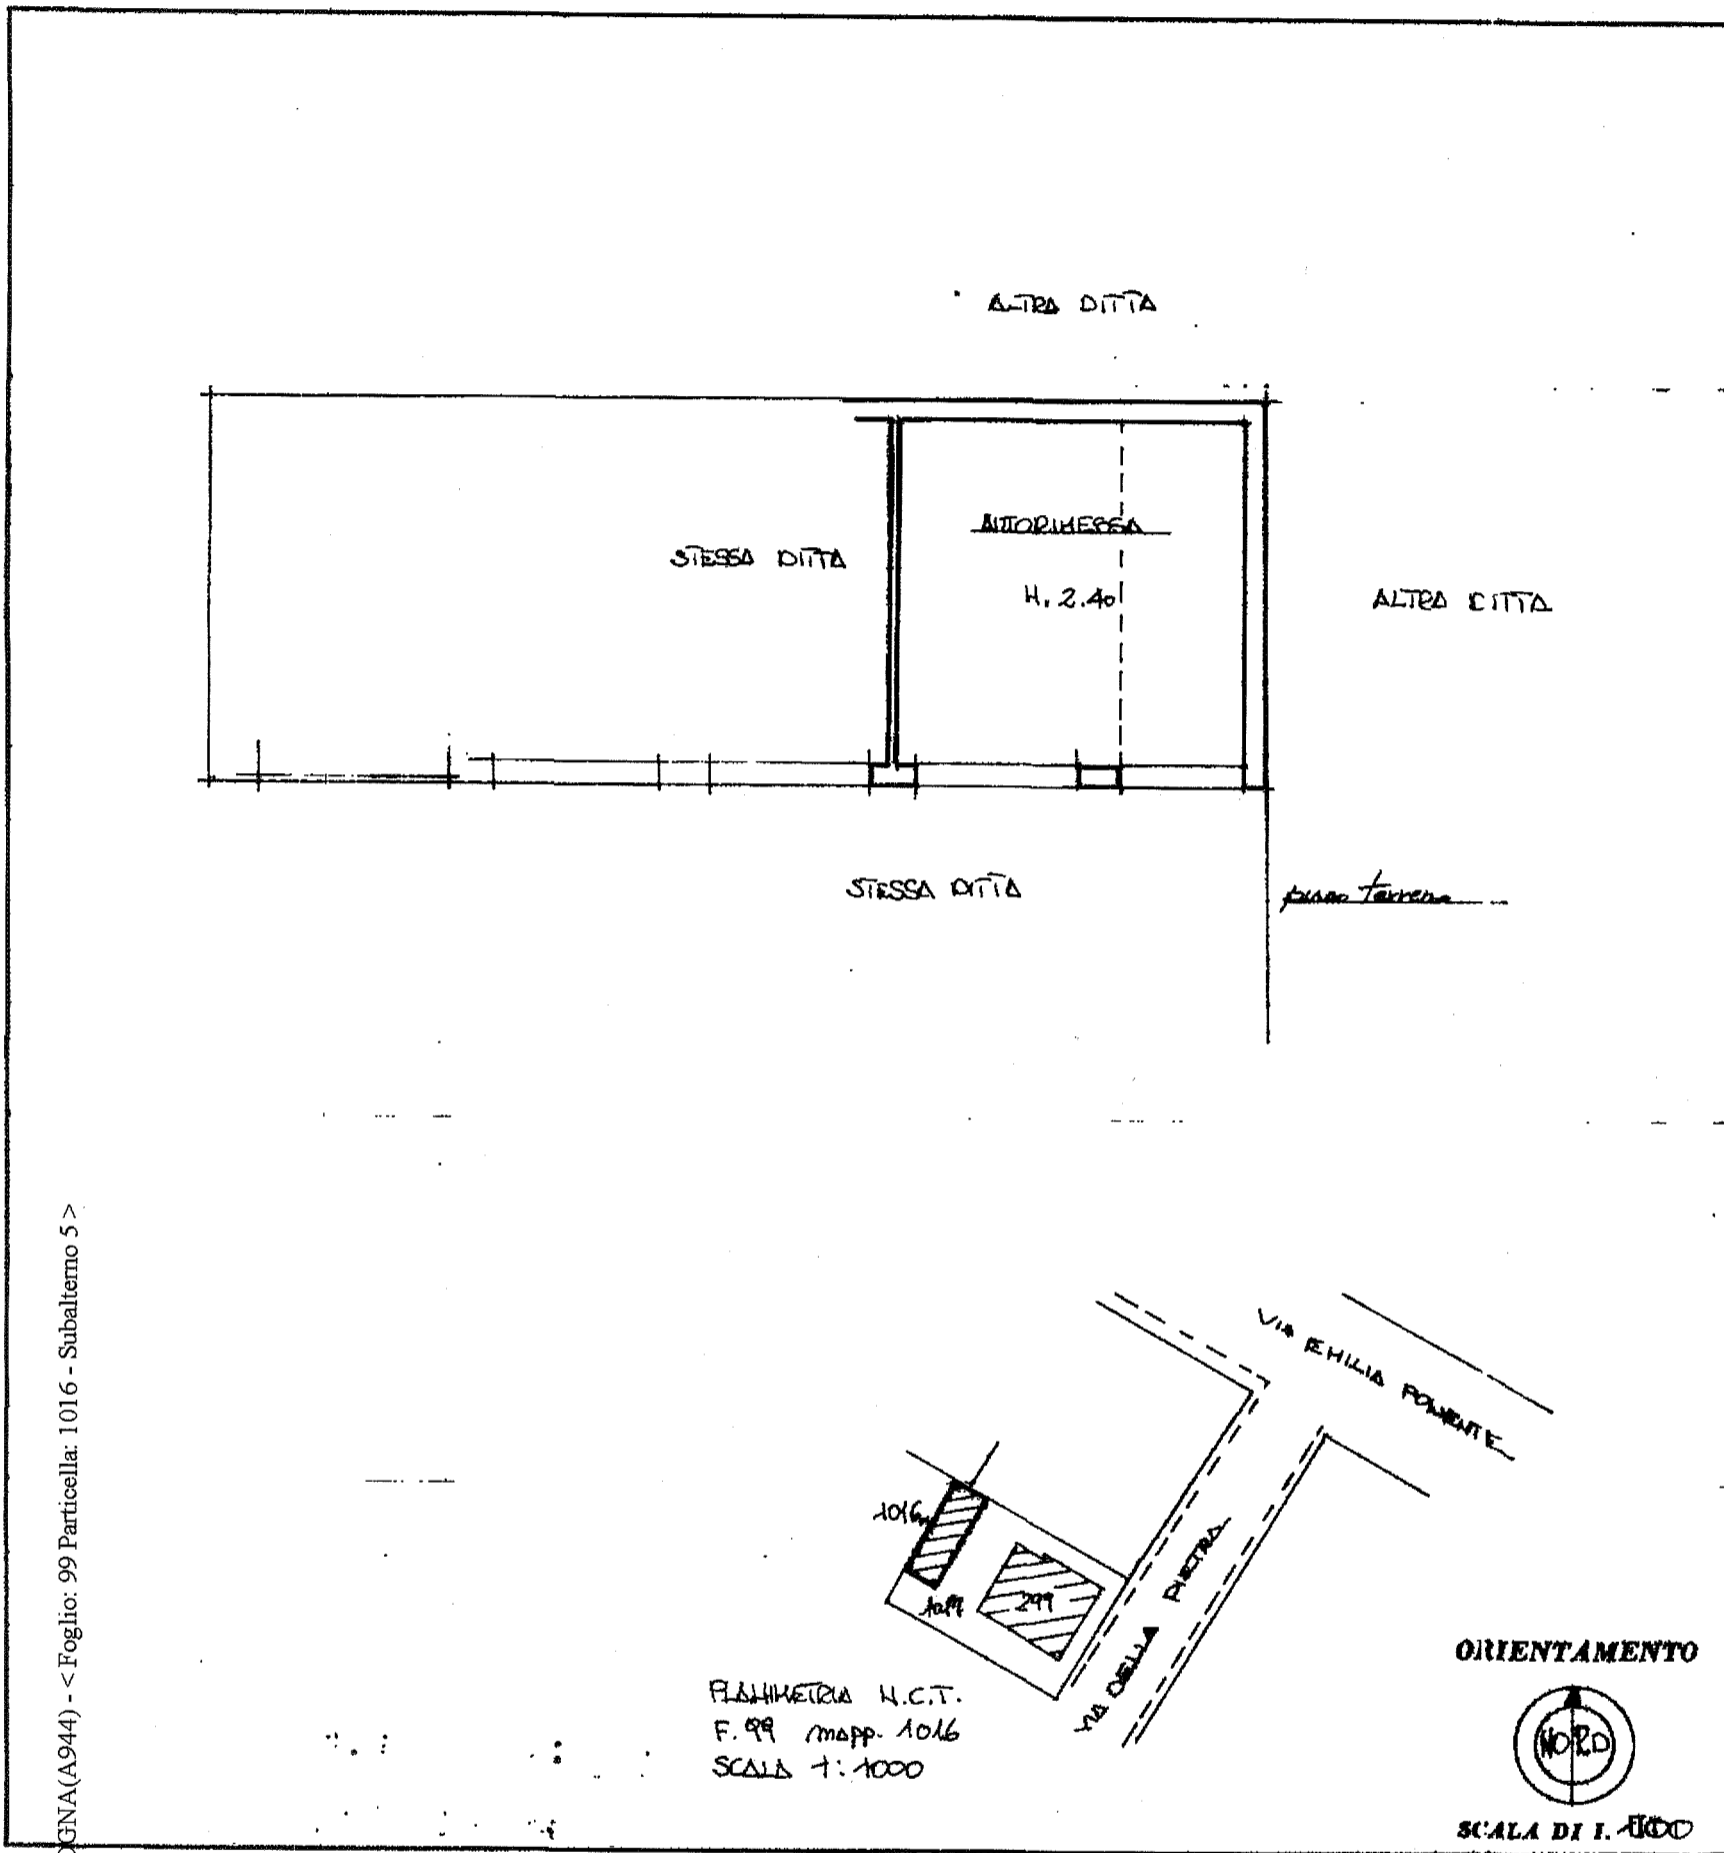 ALTRA DITTA
AUTORIMESSA
STESSA DITTA
H. 2.40
ALTRA DITTA
STESSA DITTA
piano terreno
OGNA(A944) - <Foglio: 99 Particella: 1016 - Subalterno 5 >
VIA EMILIA PONENTE
1016
299
VIA DELLA PIETRA
PLANIMETRIA N.C.T.
F. 99 mapp. 1016
SCALA 1:1000
ORIENTAMENTO
NORD
SCALA DI 1.